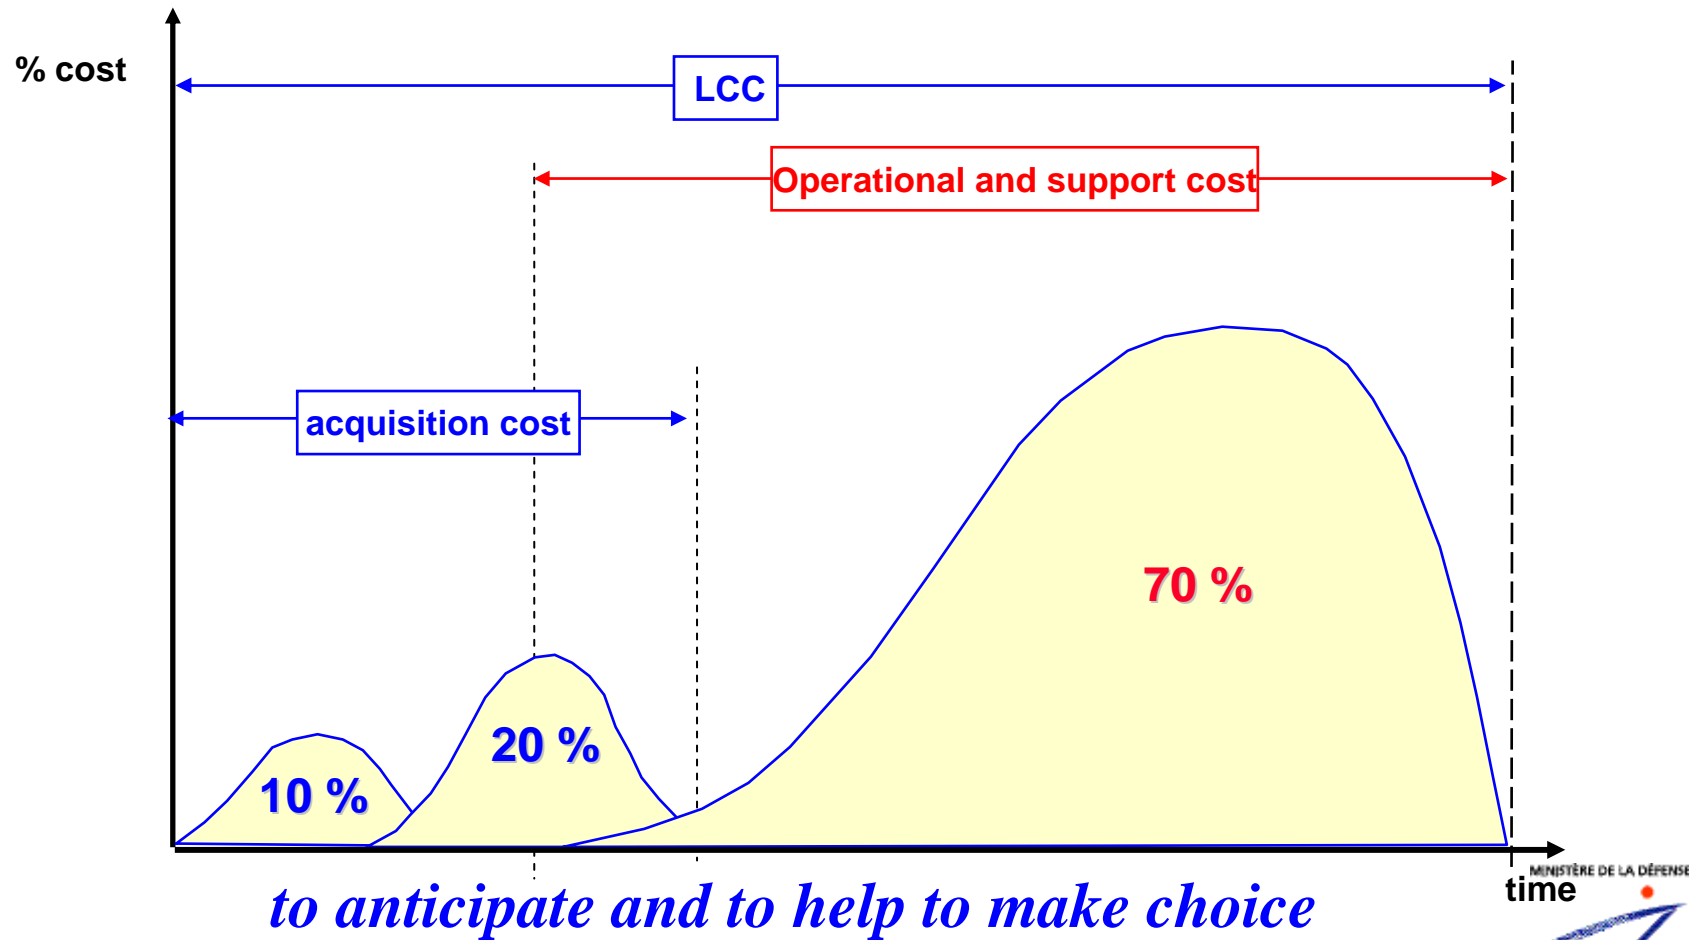 % cost
LCC
Operational and support cost
acquisition cost
70 %
20 %
10 %
time
MINISTÈRE DE LA DÉFENSE
to anticipate and to help to make choice